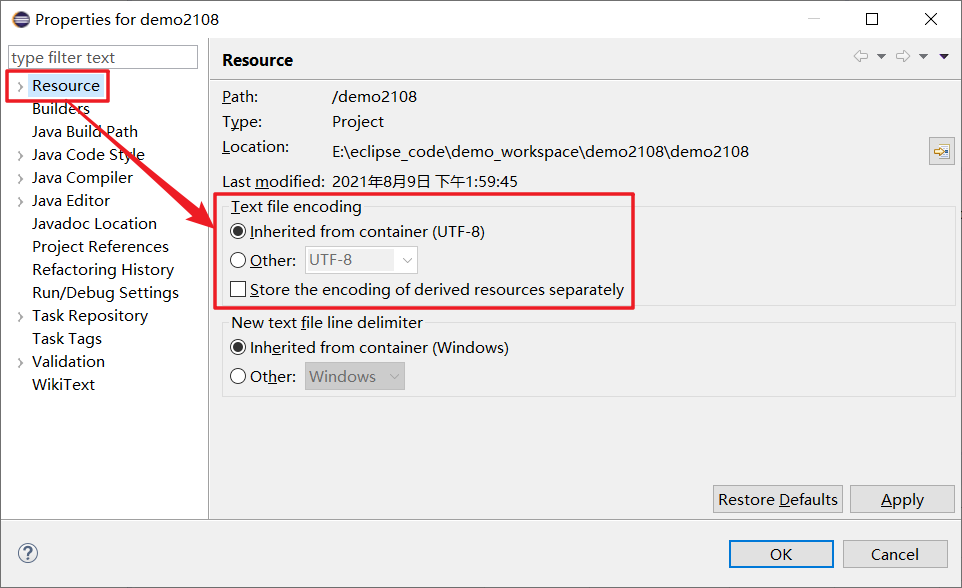 Properties for demo2108
type filter text
Resource
Builders
Java Build Path
Java Code Style
Java Compiler
Java Editor
Javadoc Location
Project References
Refactoring History
Run/Debug Settings
Task Repository
Task Tags
Validation
WikiText
Resource
Path: /demo2108
Type: Project
Location: E:\eclipse_code\demo_workspace\demo2108\demo2108
Last modified: 2021年8月9日 下午1:59:45
Text file encoding
Inherited from container (UTF-8)
Other: UTF-8
Store the encoding of derived resources separately
New text file line delimiter
Inherited from container (Windows)
Other: Windows
Restore Defaults Apply
OK Cancel